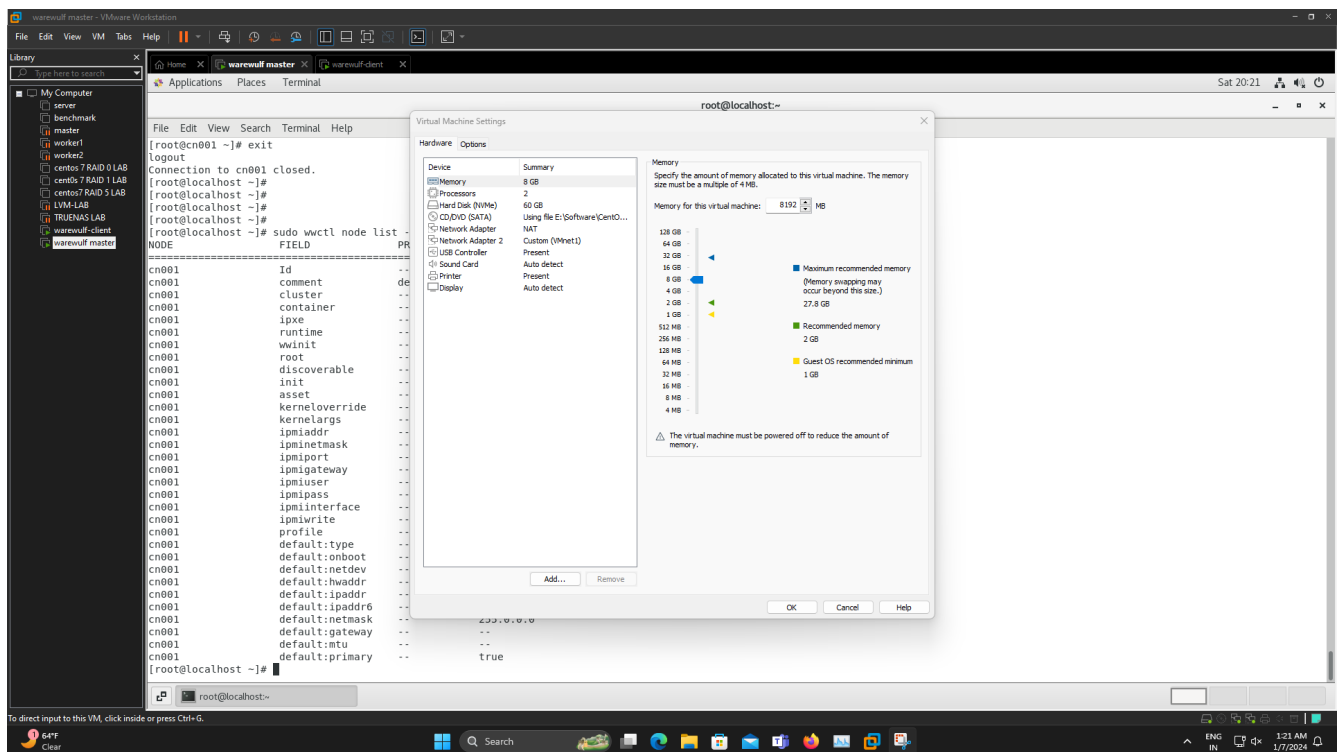 warewulf master - VMware Workstation
File Edit View VM Tabs Help
Library
Type here to search
My Computer
server
benchmark
master
worker1
worker2
centos 7 RAID 0 LAB
cent0s 7 RAID 1 LAB
centos7 RAID 5 LAB
LVM-LAB
TRUENAS LAB
warewulf-client
warewulf master
Home warewulf master warewulf-client
Applications Places Terminal Sat 20:21
root@localhost:~
File Edit View Search Terminal Help
[root@cn001 ~]# exit
logout
Connection to cn001 closed.
[root@localhost ~]#
[root@localhost ~]#
[root@localhost ~]#
[root@localhost ~]#
[root@localhost ~]# sudo wwctl node list -
NODE FIELD PR
================================================
cn001 Id --
cn001 comment de
cn001 cluster --
cn001 container --
cn001 ipxe --
cn001 runtime --
cn001 wwinit --
cn001 root --
cn001 discoverable --
cn001 init --
cn001 asset --
cn001 kerneloverride --
cn001 kernelargs --
cn001 ipmiaddr --
cn001 ipminetmask --
cn001 ipmiport --
cn001 ipmigateway --
cn001 ipmiuser --
cn001 ipmipass --
cn001 ipmiinterface --
cn001 ipmiwrite --
cn001 profile --
cn001 default:type --
cn001 default:onboot --
cn001 default:netdev --
cn001 default:hwaddr --
cn001 default:ipaddr --
cn001 default:ipaddr6 --
cn001 default:netmask -- 255.0.0.0
cn001 default:gateway -- --
cn001 default:mtu -- --
cn001 default:primary -- true
[root@localhost ~]#
Virtual Machine Settings
Hardware Options
Device Summary
Memory 8 GB
Processors 2
Hard Disk (NVMe) 60 GB
CD/DVD (SATA) Using file E:\Software\CentO...
Network Adapter NAT
Network Adapter 2 Custom (VMnet1)
USB Controller Present
Sound Card Auto detect
Printer Present
Display Auto detect
Add... Remove
Memory
Specify the amount of memory allocated to this virtual machine. The memory
size must be a multiple of 4 MB.
Memory for this virtual machine: 8192 MB
128 GB
64 GB
32 GB
16 GB
8 GB
4 GB
2 GB
1 GB
512 MB
256 MB
128 MB
64 MB
32 MB
16 MB
8 MB
4 MB
Maximum recommended memory
(Memory swapping may
occur beyond this size.)
27.8 GB
Recommended memory
2 GB
Guest OS recommended minimum
1 GB
The virtual machine must be powered off to reduce the amount of
memory.
OK Cancel Help
root@localhost:~
To direct input to this VM, click inside or press Ctrl+G.
1
64°F
Clear
Search
ENG
IN
1:21 AM
1/7/2024